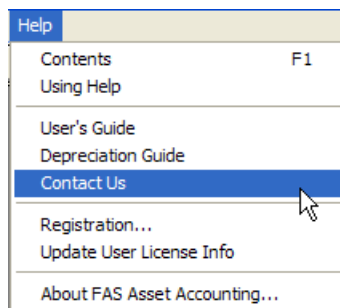 Help
Contents F1
Using Help
User's Guide
Depreciation Guide
Contact Us
Registration...
Update User License Info
About FAS Asset Accounting...